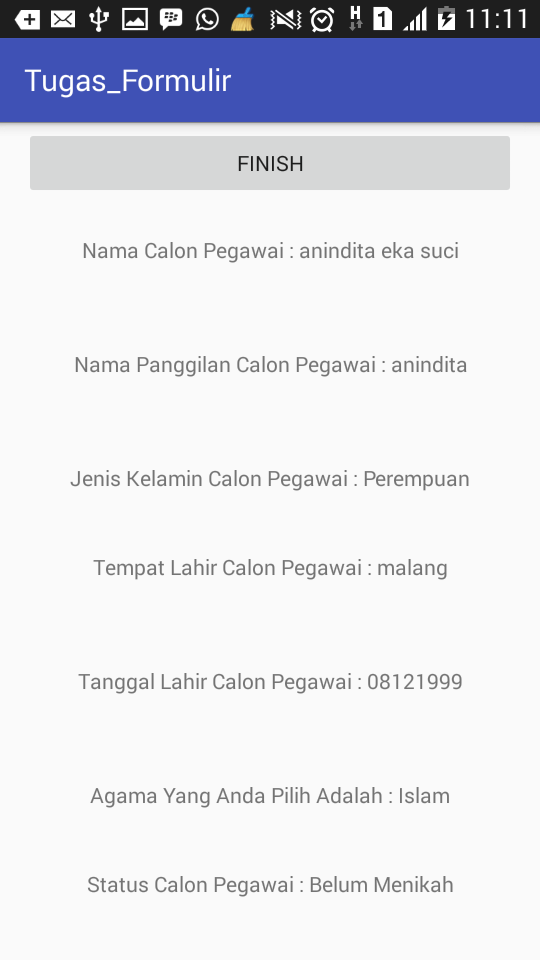 H 1 11:11
Tugas_Formulir
FINISH
Nama Calon Pegawai : anindita eka suci
Nama Panggilan Calon Pegawai : anindita
Jenis Kelamin Calon Pegawai : Perempuan
Tempat Lahir Calon Pegawai : malang
Tanggal Lahir Calon Pegawai : 08121999
Agama Yang Anda Pilih Adalah : Islam
Status Calon Pegawai : Belum Menikah